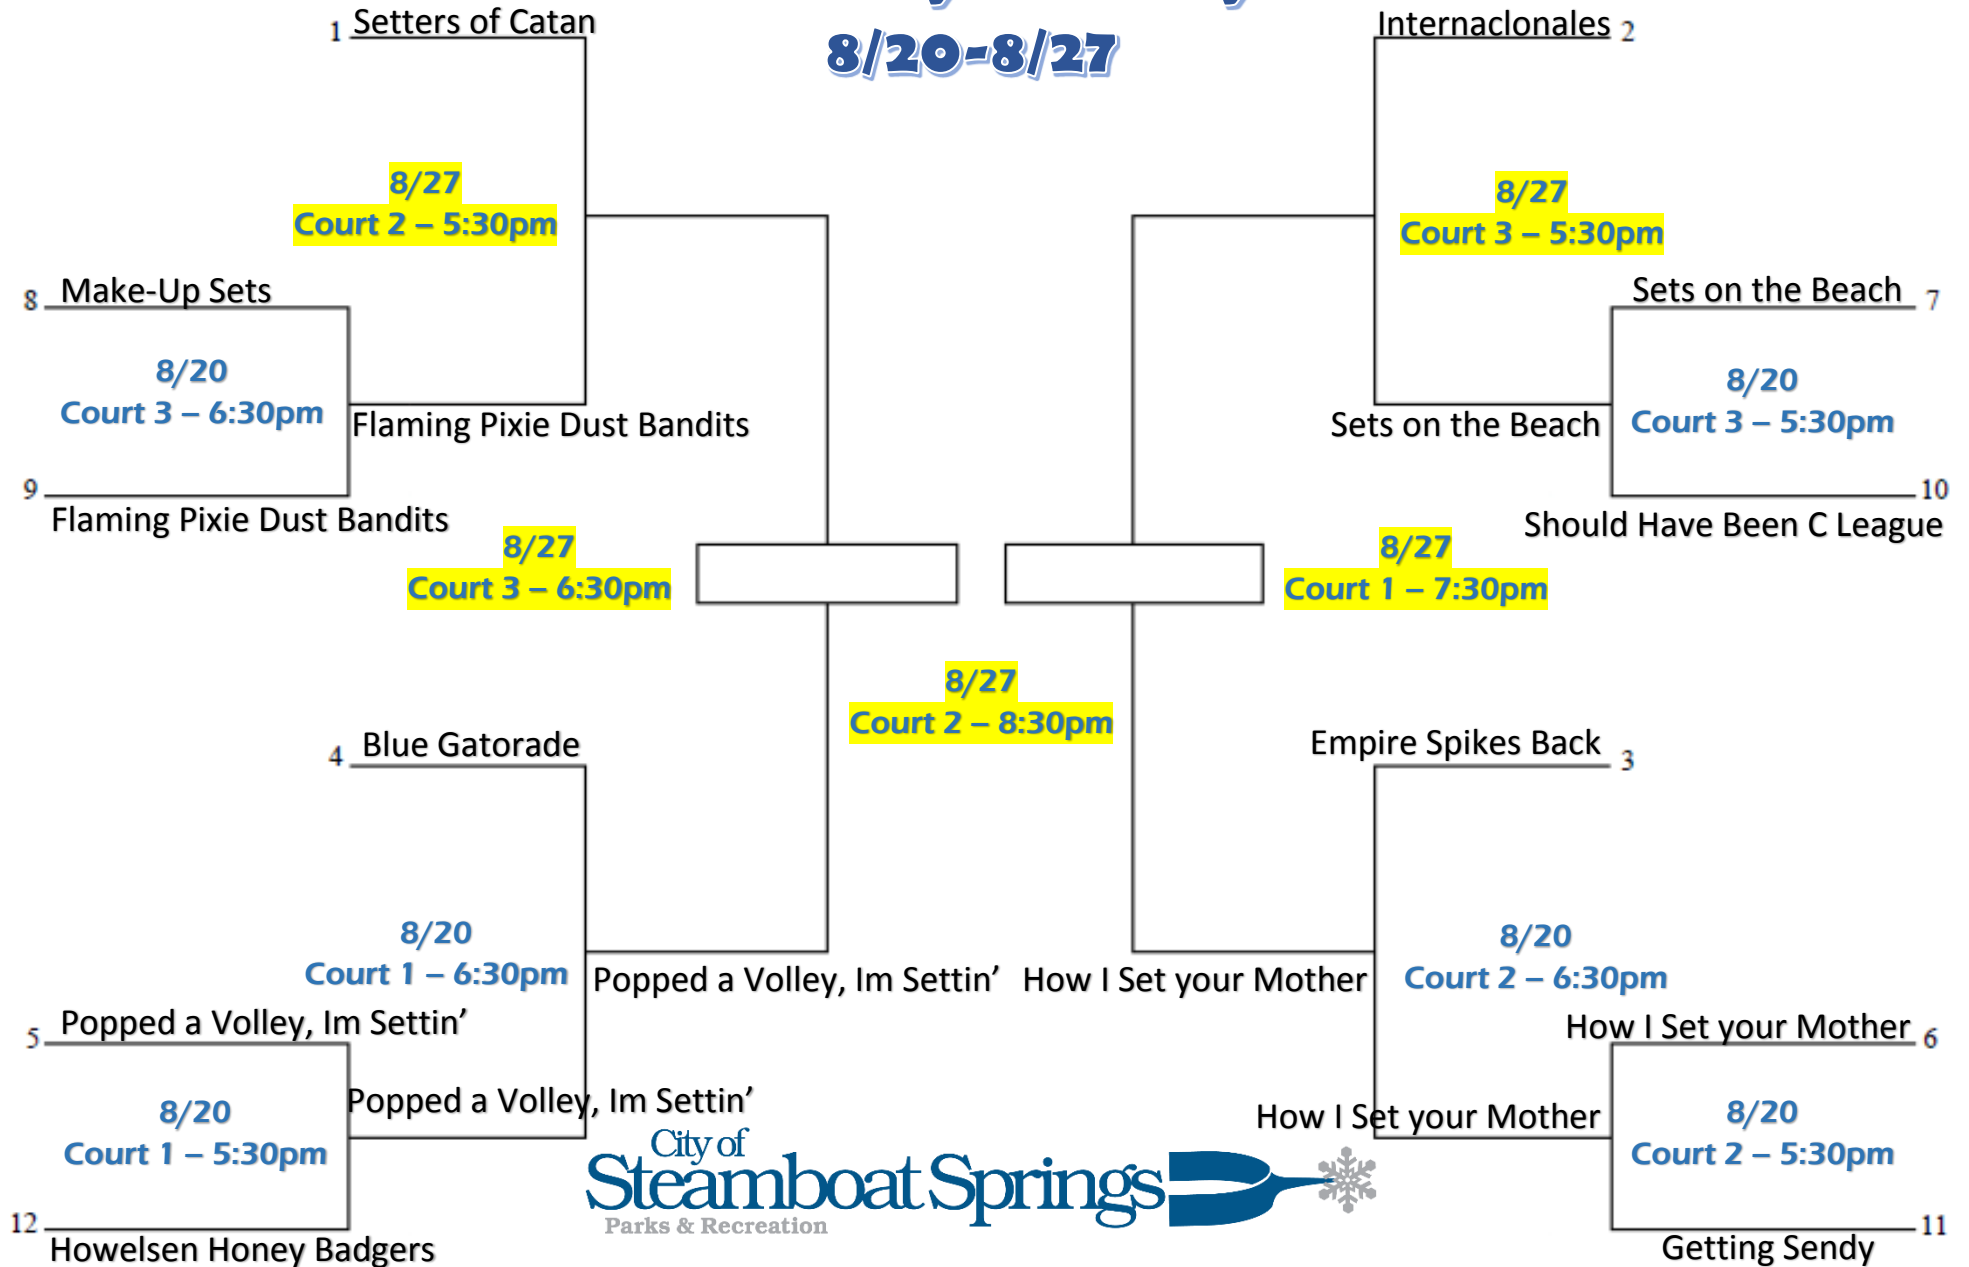 8/20-8/27
1 Setters of Catan
Internaclonales 2
8/27
Court 2 – 5:30pm
8/27
Court 3 – 5:30pm
8 Make-Up Sets
Sets on the Beach 7
8/20
Court 3 – 6:30pm
8/20
Court 3 – 5:30pm
Flaming Pixie Dust Bandits
Sets on the Beach
9
Flaming Pixie Dust Bandits
10
Should Have Been C League
8/27
Court 3 – 6:30pm
8/27
Court 1 – 7:30pm
8/27
Court 2 – 8:30pm
4 Blue Gatorade
Empire Spikes Back 3
8/20
Court 1 – 6:30pm
8/20
Court 2 – 6:30pm
Popped a Volley, Im Settin’
How I Set your Mother
5 Popped a Volley, Im Settin’
How I Set your Mother 6
Popped a Volley, Im Settin’
How I Set your Mother
8/20
Court 1 – 5:30pm
8/20
Court 2 – 5:30pm
City of
Steamboat Springs
Parks & Recreation
12
Howelsen Honey Badgers
11
Getting Sendy